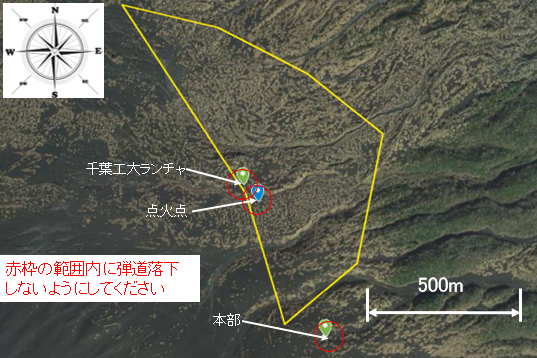 N
W
E
S
千葉工大ランチャ
点火点
赤枠の範囲内に弾道落下
しないようにしてください
500m
本部